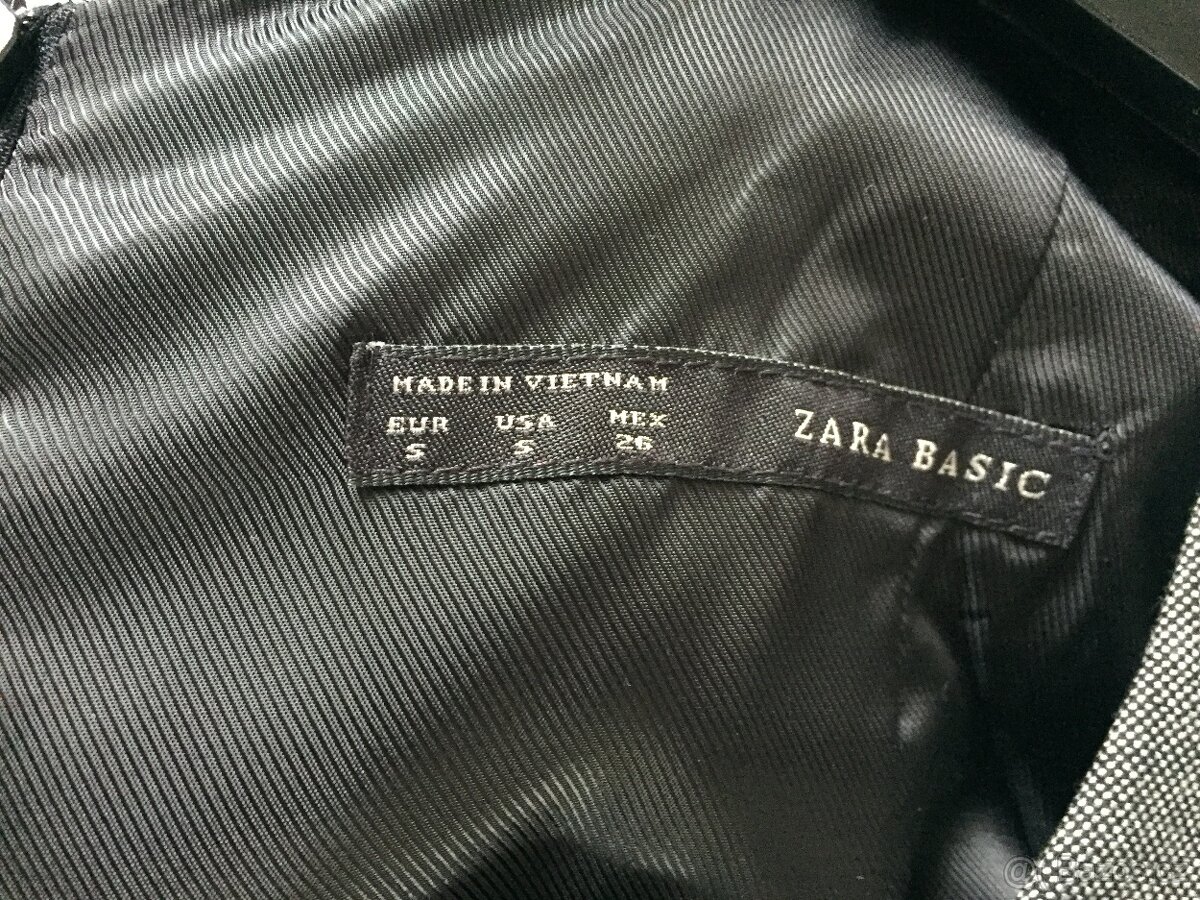 MADE IN VIETNAM
EUR USA MEX
S S 26
ZARA BASIC